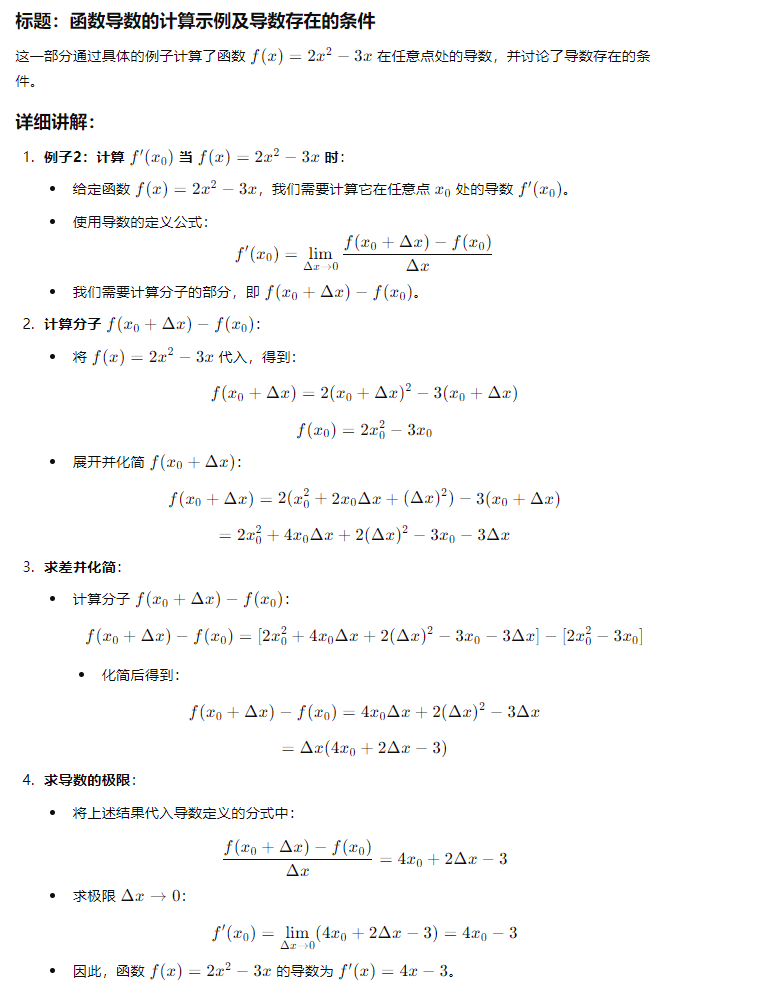 标题：函数导数的计算示例及导数存在的条件
这一部分通过具体的例子计算了函数 f(x) = 2x² − 3x 在任意点处的导数，并讨论了导数存在的条
件。
详细讲解：
1. 例子2：计算 f′(x₀) 当 f(x) = 2x² − 3x 时：
• 给定函数 f(x) = 2x² − 3x，我们需要计算它在任意点 x₀ 处的导数 f′(x₀)。
• 使用导数的定义公式：
f′(x₀) = lim_{Δx→0} \frac{f(x₀ + Δx) − f(x₀)}{Δx}
• 我们需要计算分子的部分，即 f(x₀ + Δx) − f(x₀)。
2. 计算分子 f(x₀ + Δx) − f(x₀)：
• 将 f(x) = 2x² − 3x 代入，得到：
f(x₀ + Δx) = 2(x₀ + Δx)² − 3(x₀ + Δx)
f(x₀) = 2x₀² − 3x₀
• 展开并化简 f(x₀ + Δx)：
f(x₀ + Δx) = 2(x₀² + 2x₀Δx + (Δx)²) − 3(x₀ + Δx)
= 2x₀² + 4x₀Δx + 2(Δx)² − 3x₀ − 3Δx
3. 求差并化简：
• 计算分子 f(x₀ + Δx) − f(x₀)：
f(x₀ + Δx) − f(x₀) = [2x₀² + 4x₀Δx + 2(Δx)² − 3x₀ − 3Δx] − [2x₀² − 3x₀]
• 化简后得到：
f(x₀ + Δx) − f(x₀) = 4x₀Δx + 2(Δx)² − 3Δx
= Δx(4x₀ + 2Δx − 3)
4. 求导数的极限：
• 将上述结果代入导数定义的分式中：
\frac{f(x₀ + Δx) − f(x₀)}{Δx} = 4x₀ + 2Δx − 3
• 求极限 Δx → 0：
f′(x₀) = lim_{Δx→0}(4x₀ + 2Δx − 3) = 4x₀ − 3
• 因此，函数 f(x) = 2x² − 3x 的导数为 f′(x) = 4x − 3。